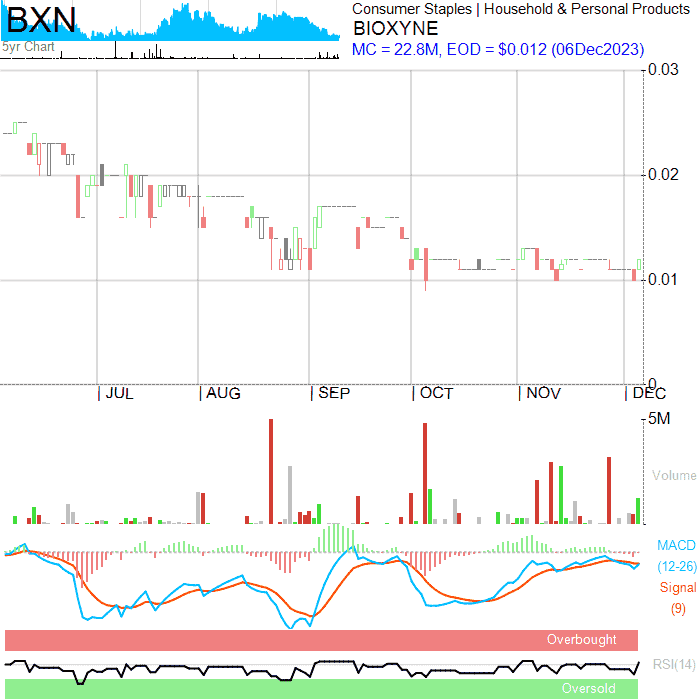 BXN
Consumer Staples | Household & Personal Products
BIOXYNE
5yr Chart
MC = 22.8M, EOD = $0.012 (06Dec2023)
0.03
0.02
0.01
0
JUL
AUG
SEP
OCT
NOV
DEC
5M
Volume
MACD
(12-26)
Signal
(9)
Overbought
RSI(14)
Oversold